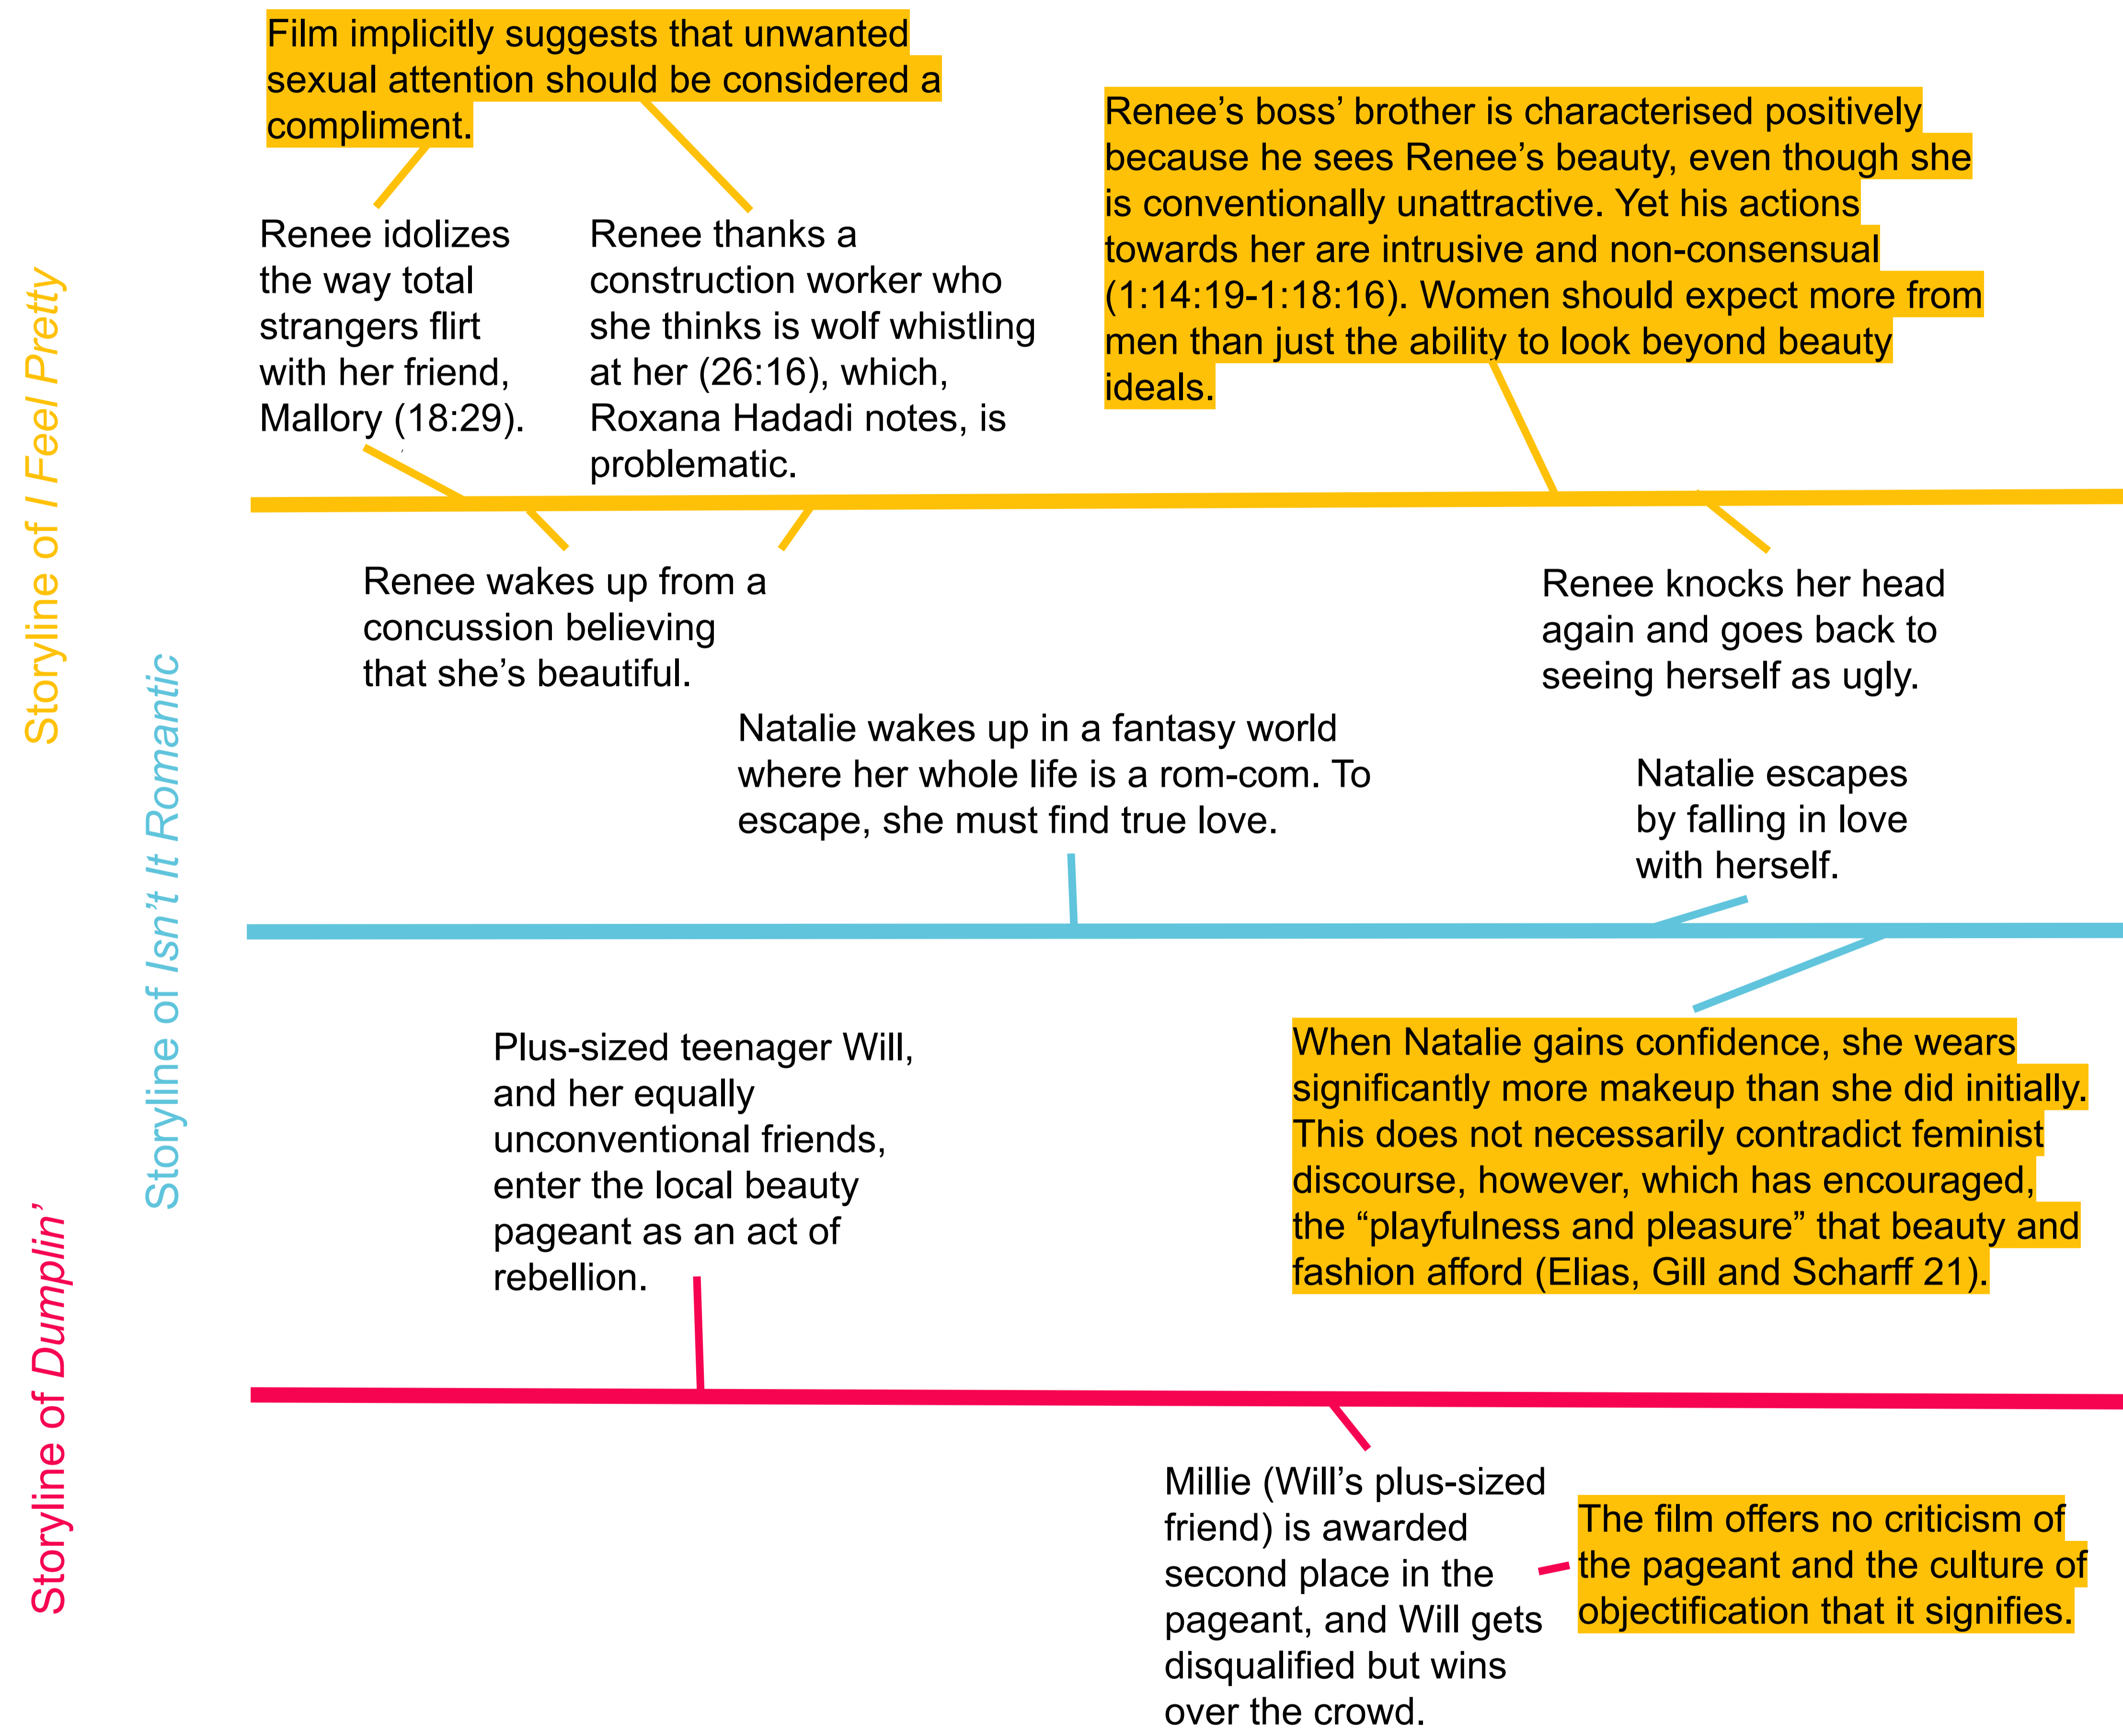 Film implicitly suggests that unwanted
sexual attention should be considered a
compliment.
Renee idolizes
the way total
strangers flirt
with her friend,
Mallory (18:29).
Renee thanks a
construction worker who
she thinks is wolf whistling
at her (26:16), which,
Roxana Hadadi notes, is
problematic.
Renee’s boss’ brother is characterised positively
because he sees Renee’s beauty, even though she
is conventionally unattractive. Yet his actions
towards her are intrusive and non-consensual
(1:14:19-1:18:16). Women should expect more from
men than just the ability to look beyond beauty
ideals.
Storyline of I Feel Pretty
Renee wakes up from a
concussion believing
that she’s beautiful.
Renee knocks her head
again and goes back to
seeing herself as ugly.
Storyline of Isn’t It Romantic
Natalie wakes up in a fantasy world
where her whole life is a rom-com. To
escape, she must find true love.
Natalie escapes
by falling in love
with herself.
When Natalie gains confidence, she wears
significantly more makeup than she did initially.
This does not necessarily contradict feminist
discourse, however, which has encouraged,
the “playfulness and pleasure” that beauty and
fashion afford (Elias, Gill and Scharff 21).
Storyline of Dumplin’
Plus-sized teenager Will,
and her equally
unconventional friends,
enter the local beauty
pageant as an act of
rebellion.
Millie (Will’s plus-sized
friend) is awarded
second place in the
pageant, and Will gets
disqualified but wins
over the crowd.
The film offers no criticism of
the pageant and the culture of
objectification that it signifies.